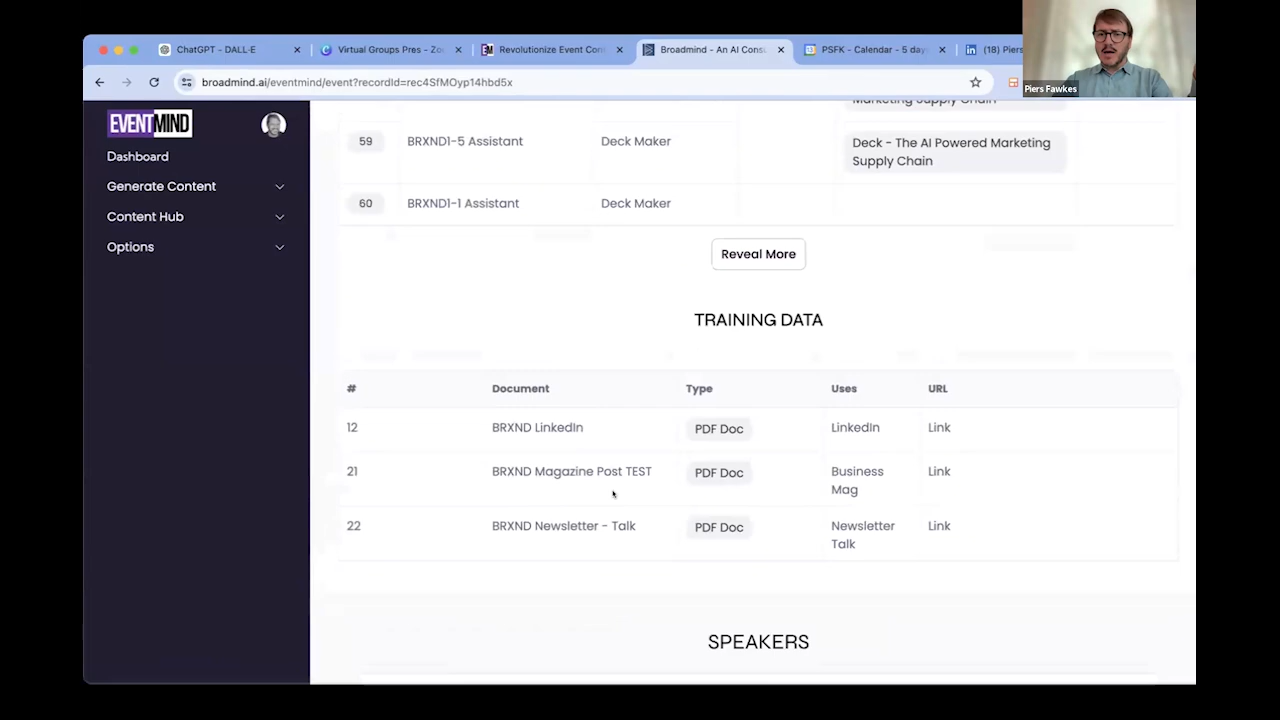 ChatGPT - DALL·E
Virtual Groups Pres - Zo
Revolutionize Event Con
Broadmind - An AI Consu
PSFK - Calendar - 5 day
(18) Piers
broadmind.ai/eventmind/event?recordId=rec4SfMOyp14hbd5x
Piers Fawkes
EVENTMIND
Dashboard
Generate Content
Content Hub
Options
Marketing Supply Chain
59 BRXND1-5 Assistant Deck Maker Deck - The AI Powered Marketing
Supply Chain
60 BRXND1-1 Assistant Deck Maker
Reveal More
TRAINING DATA
# Document Type Uses URL
12 BRXND LinkedIn PDF Doc LinkedIn Link
21 BRXND Magazine Post TEST PDF Doc Business Link
Mag
22 BRXND Newsletter - Talk PDF Doc Newsletter Link
Talk
SPEAKERS